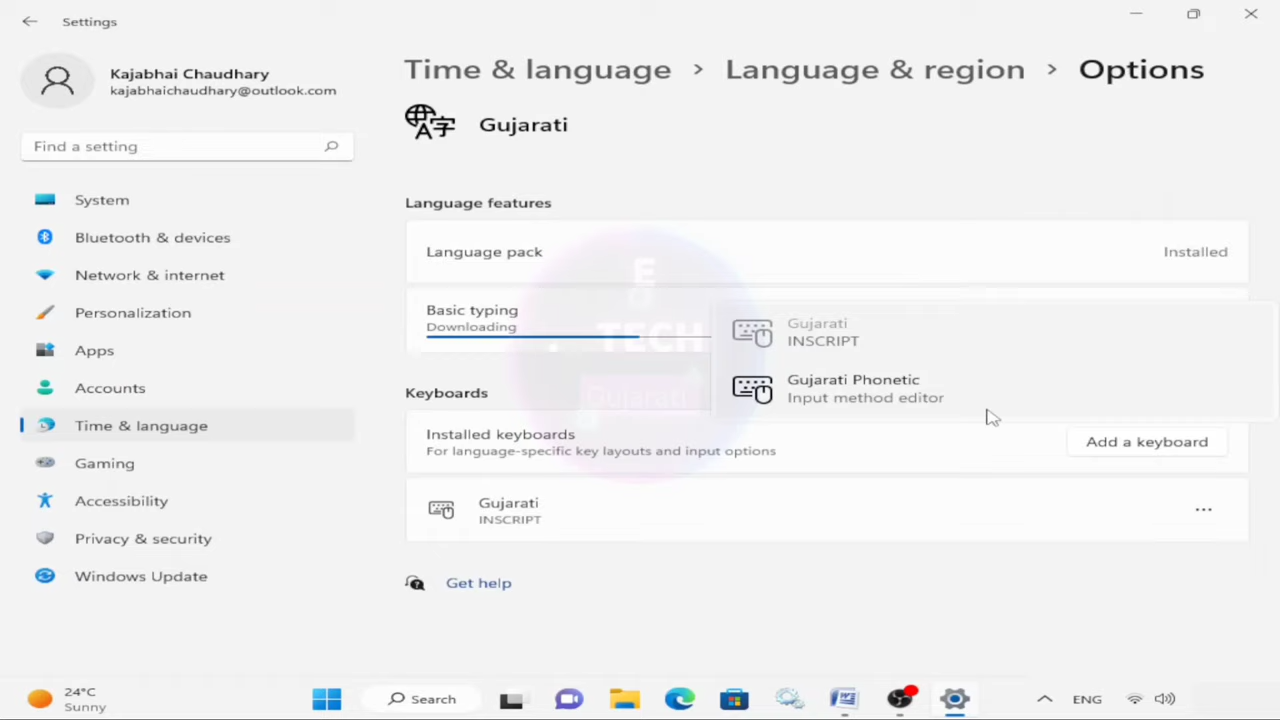 Settings
Kajabhai Chaudhary
kajabhaichaudhary@outlook.com
Find a setting
System
Bluetooth & devices
Network & internet
Personalization
Apps
Accounts
Time & language
Gaming
Accessibility
Privacy & security
Windows Update
Time & language > Language & region > Options
Gujarati
Language features
Language pack
Installed
Basic typing
Downloading
Gujarati
INSCRIPT
Gujarati Phonetic
Input method editor
E
TECH
Gujarati
Keyboards
Installed keyboards
For language-specific key layouts and input options
Add a keyboard
Gujarati
INSCRIPT
Get help
24°C
Sunny
Search
ENG